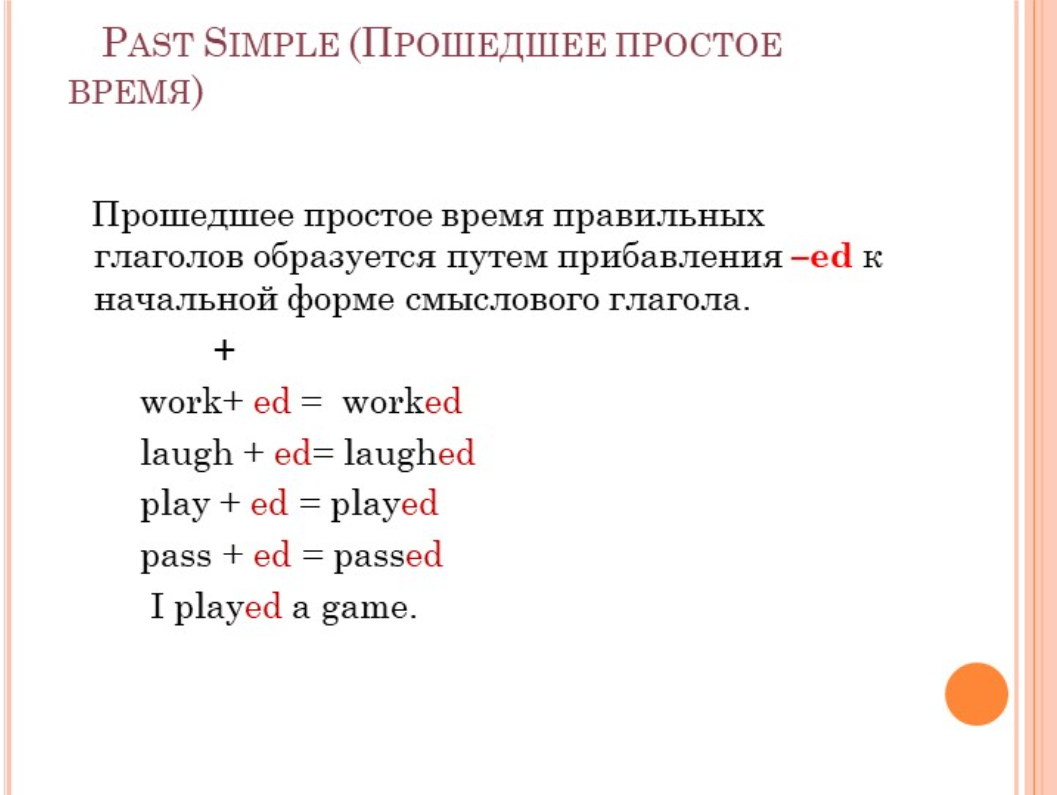 Past Simple (Прошедшее простое
время)
Прошедшее простое время правильных
глаголов образуется путем прибавления –ed к
начальной форме смыслового глагола.
+
work+ ed = worked
laugh + ed= laughed
play + ed = played
pass + ed = passed
I played a game.